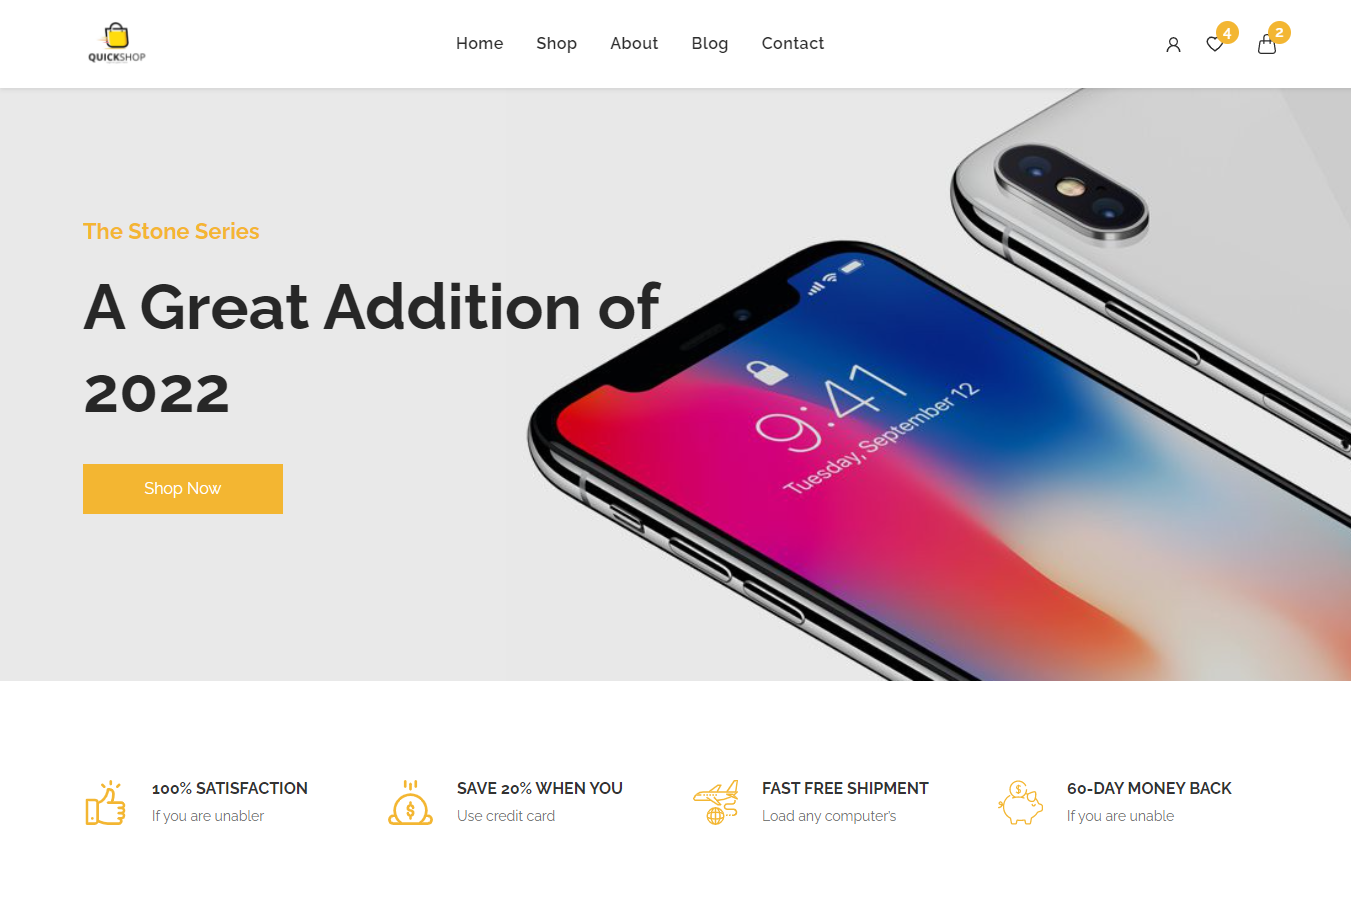 QUICKSHOP
Home
Shop
About
Blog
Contact
4
2
The Stone Series
A Great Addition of
2022
Shop Now
9:41
Tuesday, September 12
100% SATISFACTION
If you are unabler
SAVE 20% WHEN YOU
Use credit card
FAST FREE SHIPMENT
Load any computer's
60-DAY MONEY BACK
If you are unable